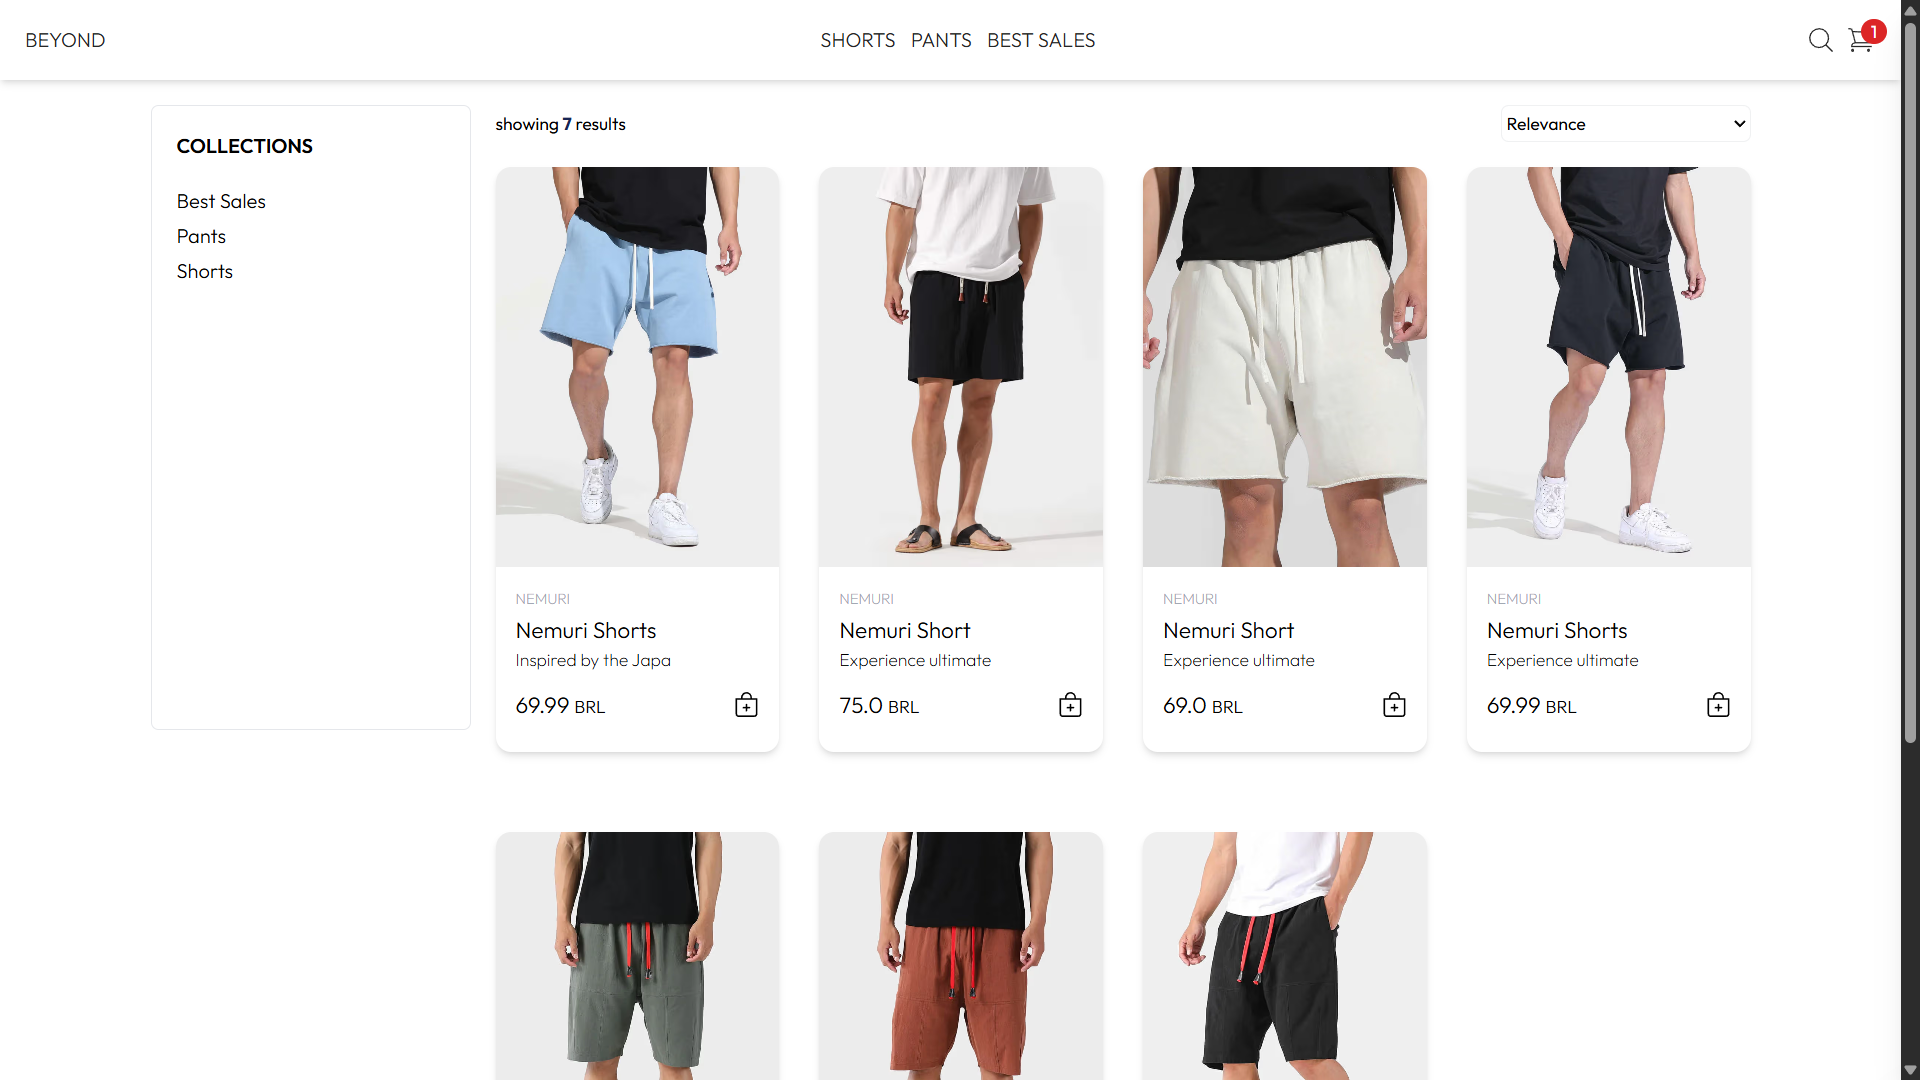 BEYOND
SHORTS PANTS BEST SALES
1
COLLECTIONS
Best Sales
Pants
Shorts
showing 7 results
Relevance
NEMURI
Nemuri Shorts
Inspired by the Japa
69.99 BRL
NEMURI
Nemuri Short
Experience ultimate
75.0 BRL
NEMURI
Nemuri Short
Experience ultimate
69.0 BRL
NEMURI
Nemuri Shorts
Experience ultimate
69.99 BRL